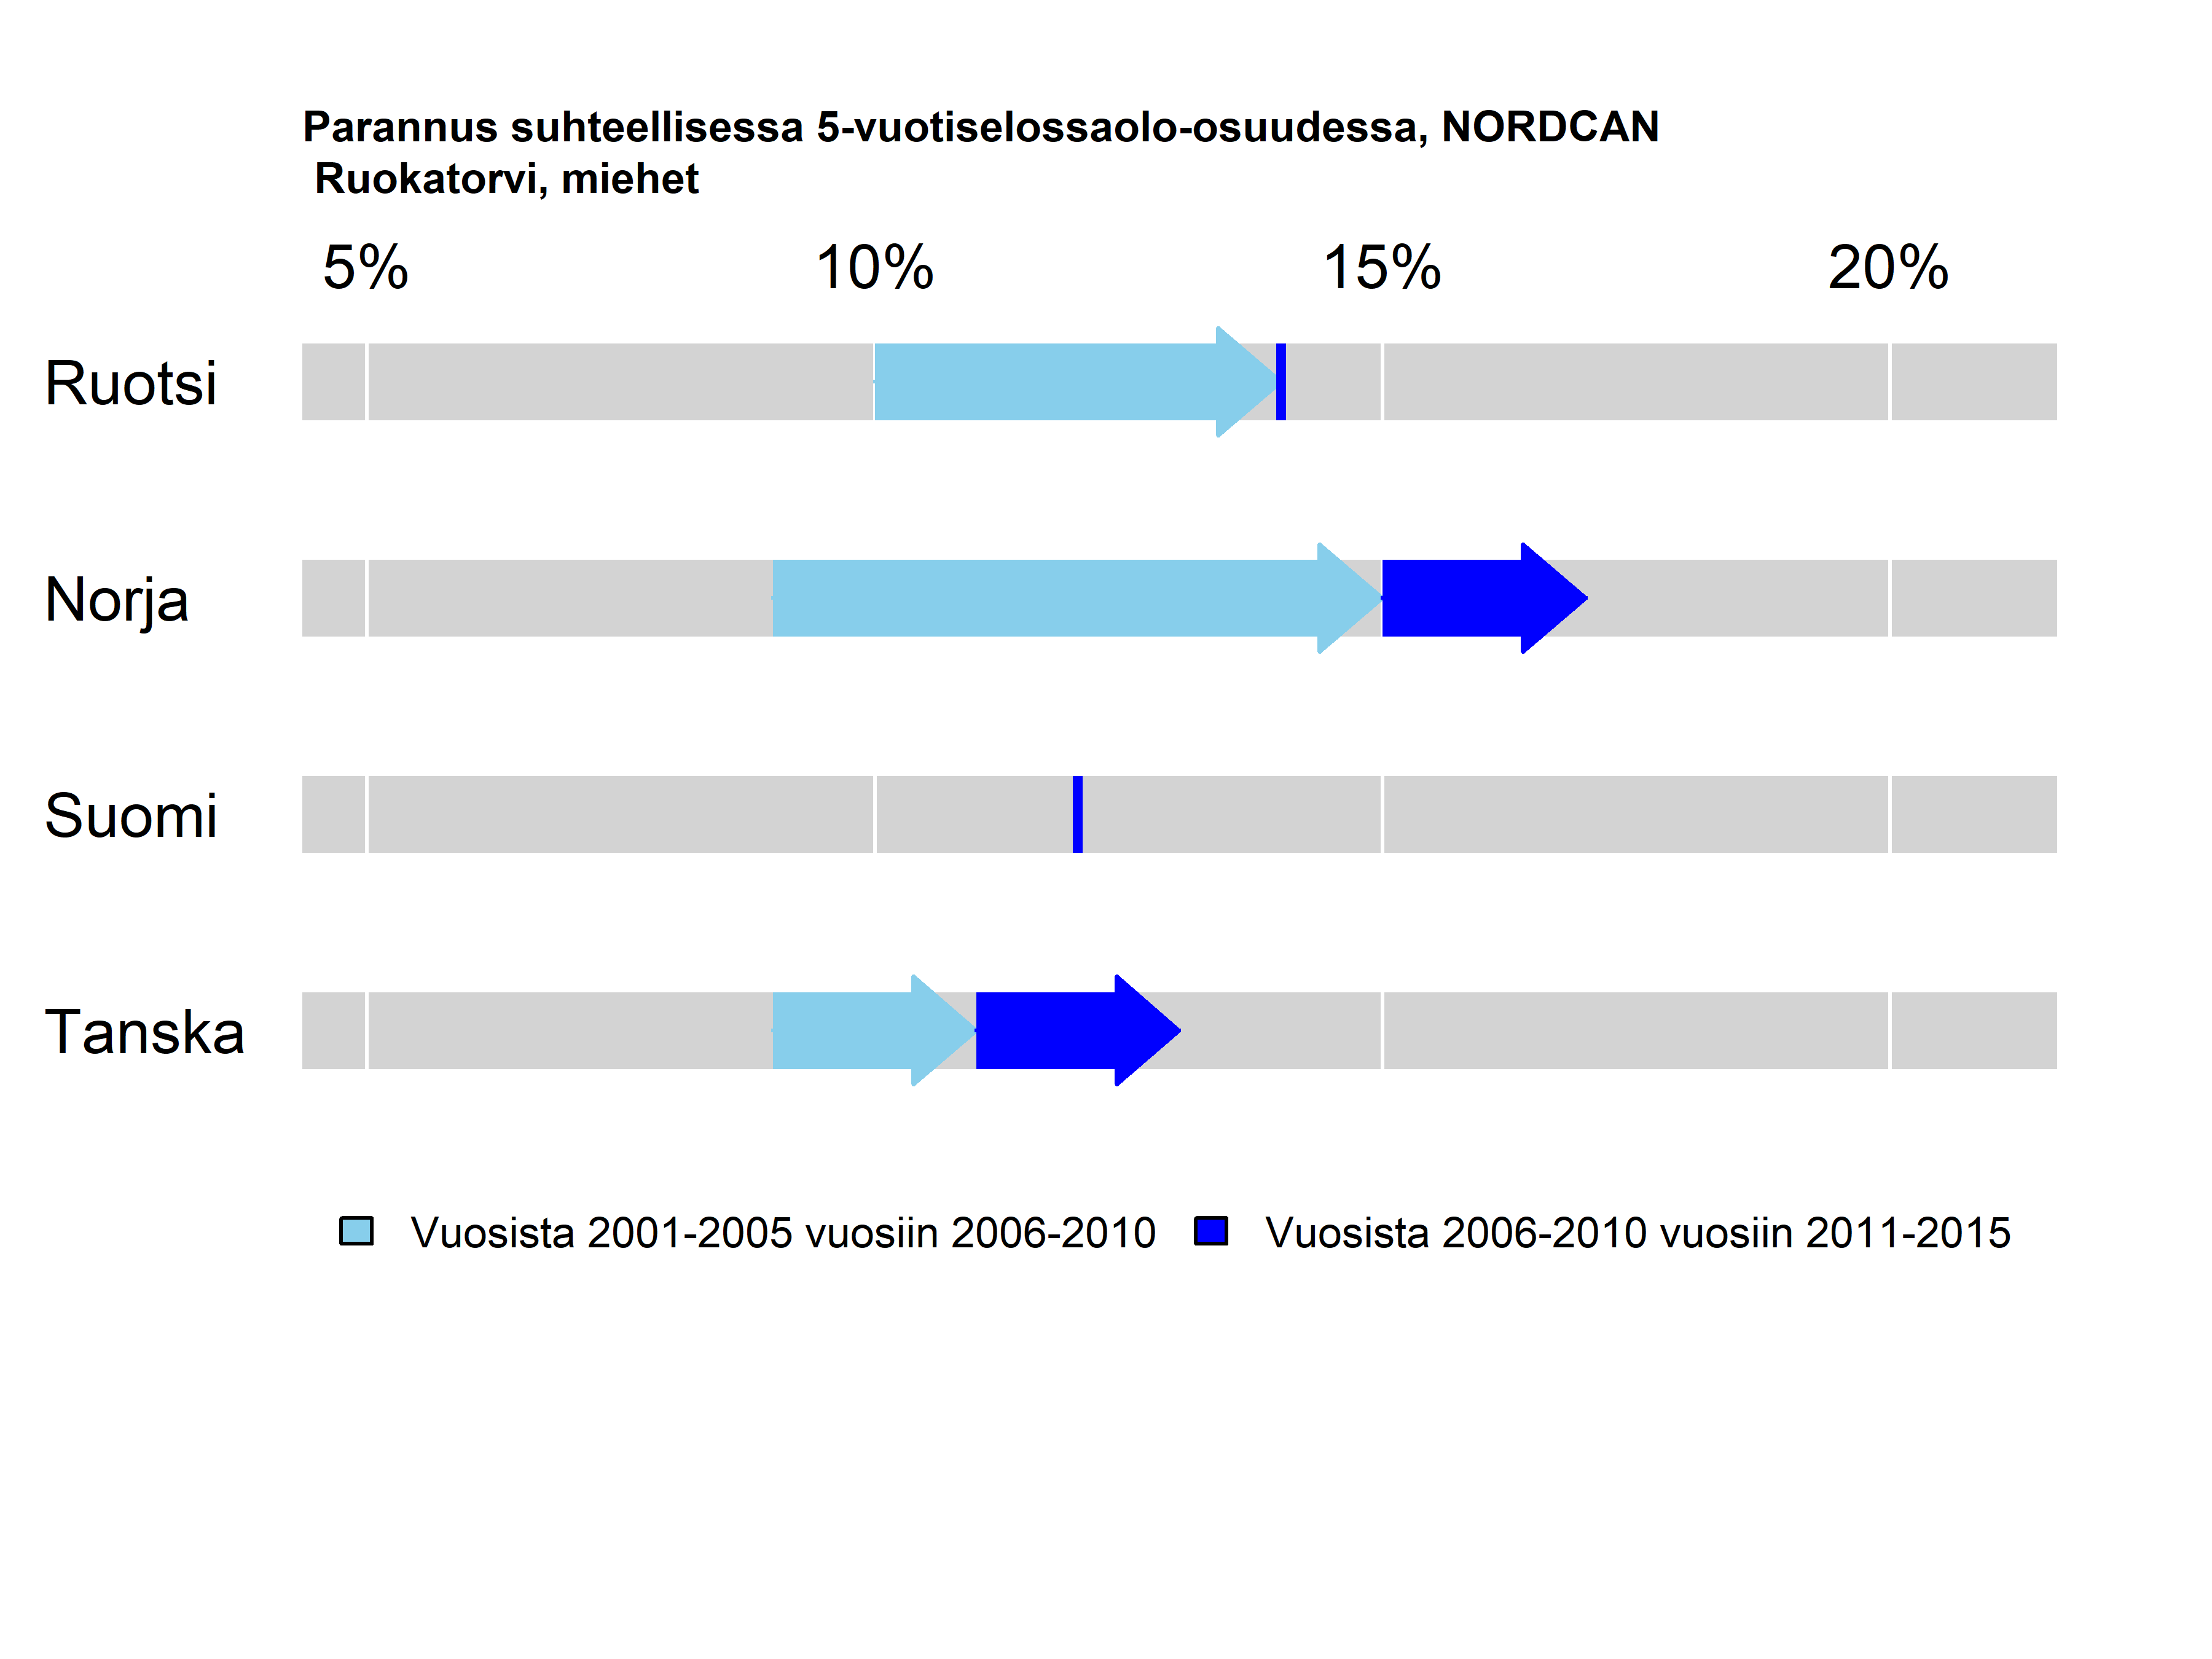 Parannus suhteellisessa 5-vuotiselossaolo-osuudessa, NORDCAN
Ruokatorvi, miehet
5% 10% 15% 20%
Ruotsi
Norja
Suomi
Tanska
Vuosista 2001-2005 vuosiin 2006-2010 Vuosista 2006-2010 vuosiin 2011-2015